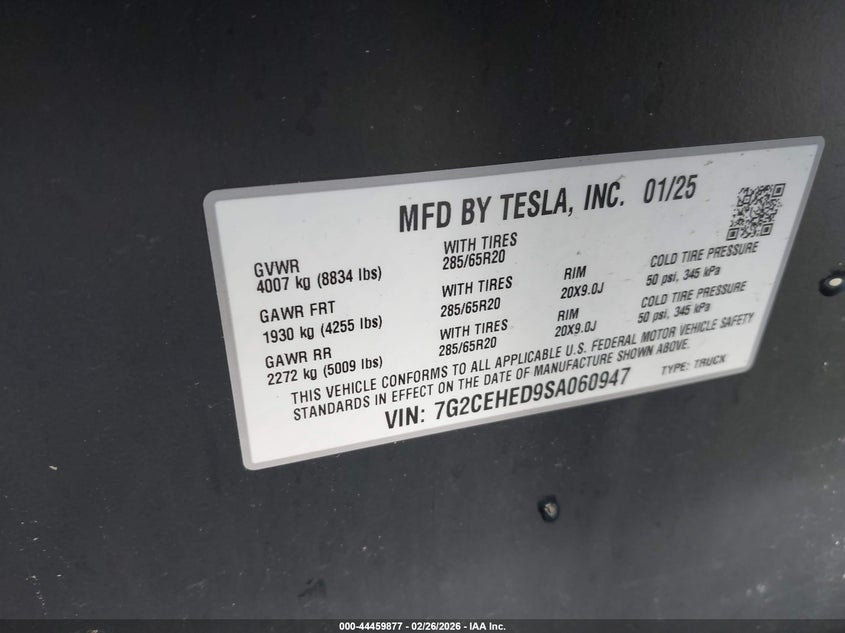 MFD BY TESLA, INC. 01/25
GVWR
4007 kg (8834 lbs)
WITH TIRES
285/65R20
GAWR FRT
1930 kg (4255 lbs)
WITH TIRES
285/65R20
RIM
20X9.0J
COLD TIRE PRESSURE
50 psi, 345 kPa
GAWR RR
2272 kg (5009 lbs)
WITH TIRES
285/65R20
RIM
20X9.0J
COLD TIRE PRESSURE
50 psi, 345 kPa
THIS VEHICLE CONFORMS TO ALL APPLICABLE U.S. FEDERAL MOTOR VEHICLE SAFETY
STANDARDS IN EFFECT ON THE DATE OF MANUFACTURE SHOWN ABOVE.
VIN: 7G2CEHED9SA060947 TYPE: TRUCK
000-44459877 - 02/26/2026 - IAA Inc.